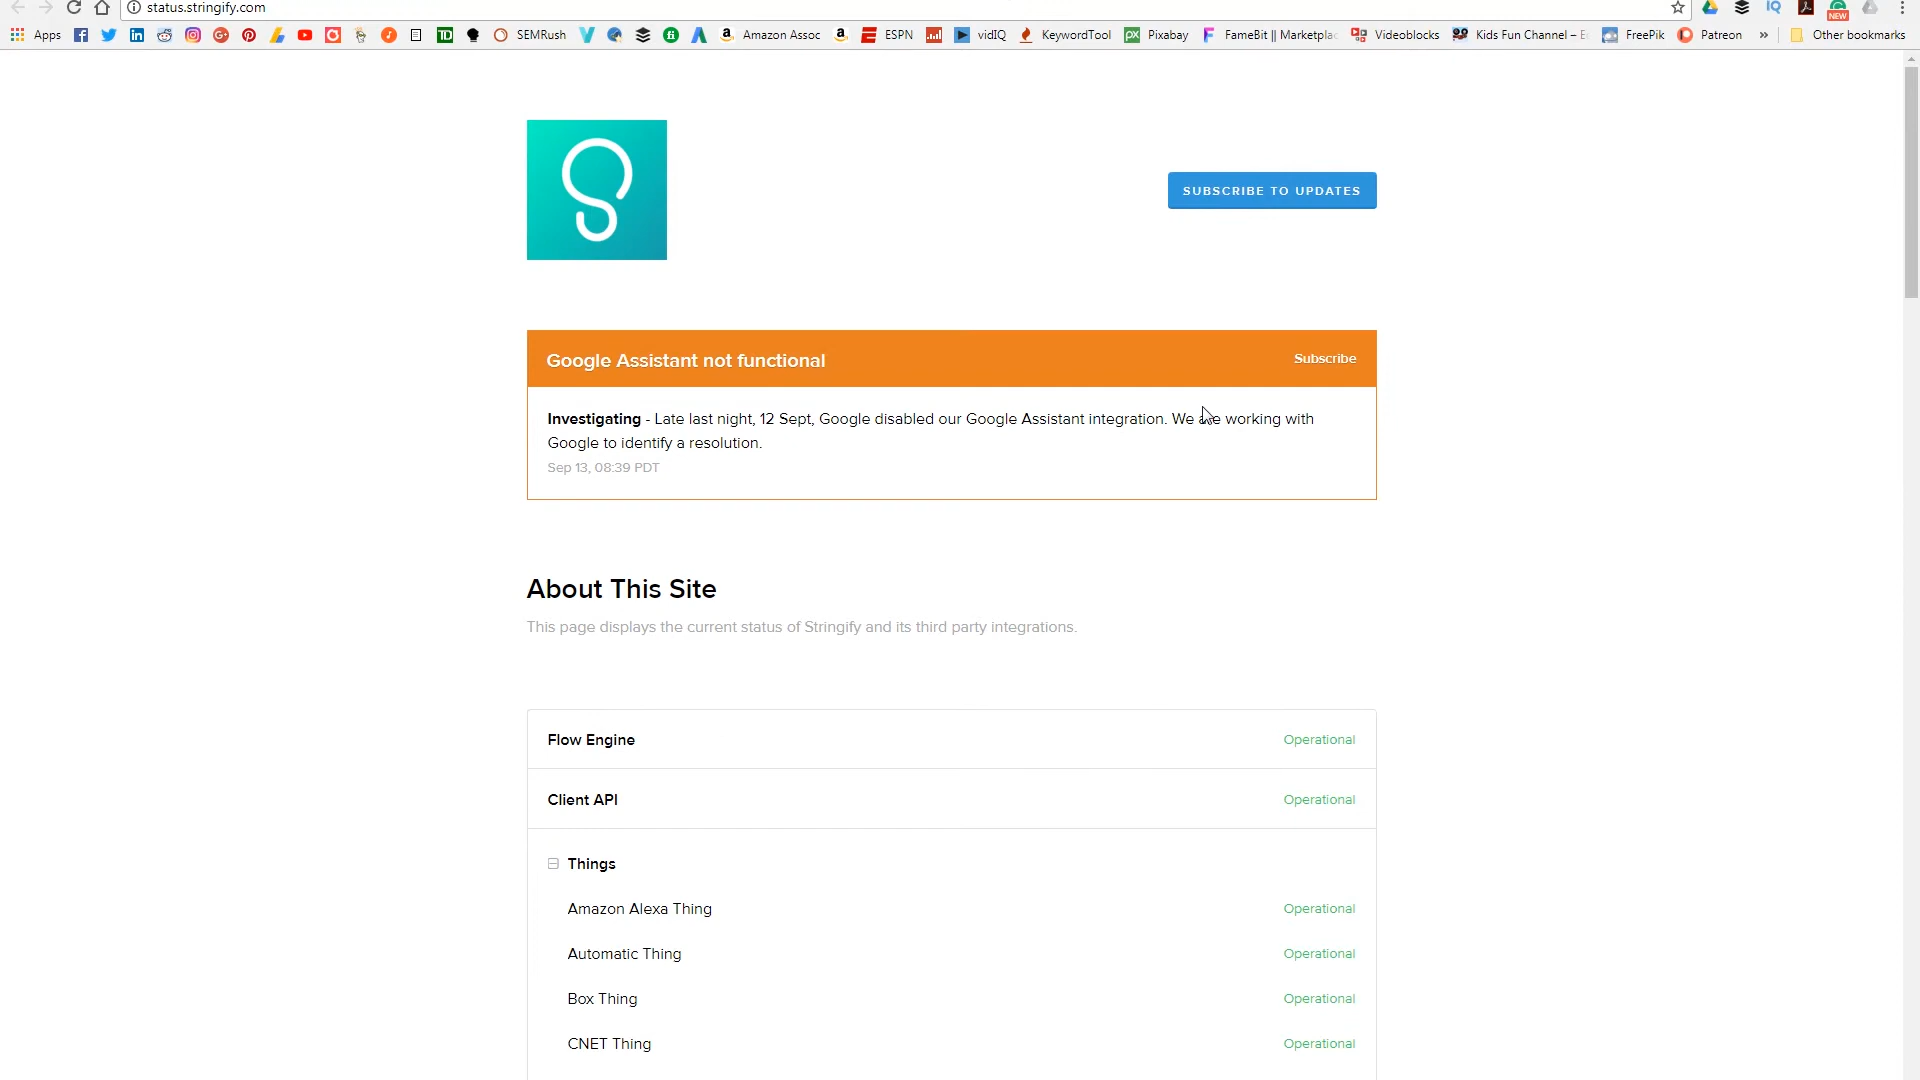 status.stringify.com
Apps SEMRush Amazon Assoc ESPN vidIQ KeywordTool Pixabay FameBit || Marketplac Videoblocks Kids Fun Channel – E FreePik Patreon » Other bookmarks
SUBSCRIBE TO UPDATES
Google Assistant not functional Subscribe
Investigating - Late last night, 12 Sept, Google disabled our Google Assistant integration. We are working with
Google to identify a resolution.
Sep 13, 08:39 PDT
About This Site
This page displays the current status of Stringify and its third party integrations.
Flow Engine Operational
Client API Operational
Things
Amazon Alexa Thing Operational
Automatic Thing Operational
Box Thing Operational
CNET Thing Operational